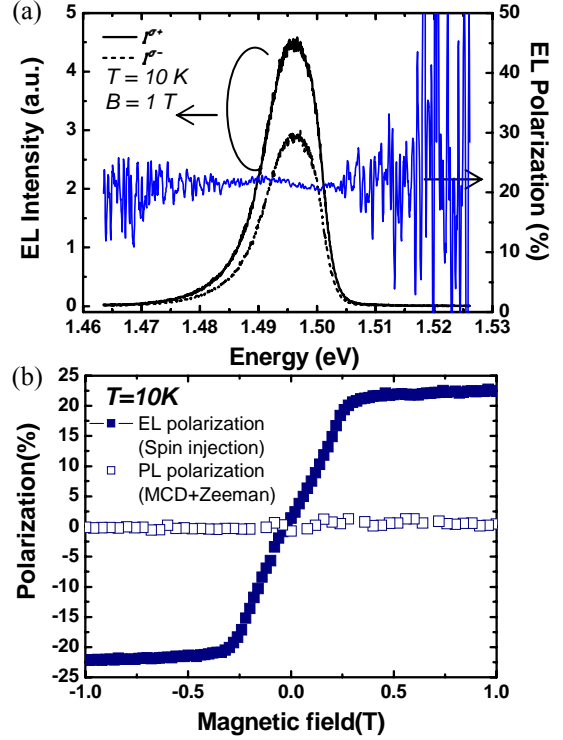 (a)
EL Intensity (a.u.)
5
4
3
2
1
0
I^σ+
I^σ-
T = 10 K
B = 1 T
50
40
30
20
10
0
EL Polarization (%)
1.46 1.47 1.48 1.49 1.50 1.51 1.52 1.53
Energy (eV)
(b)
Polarization(%)
25
20
15
10
5
0
-5
-10
-15
-20
-25
T=10K
EL polarization
(Spin injection)
PL polarization
(MCD+Zeeman)
-1.0 -0.5 0.0 0.5 1.0
Magnetic field(T)